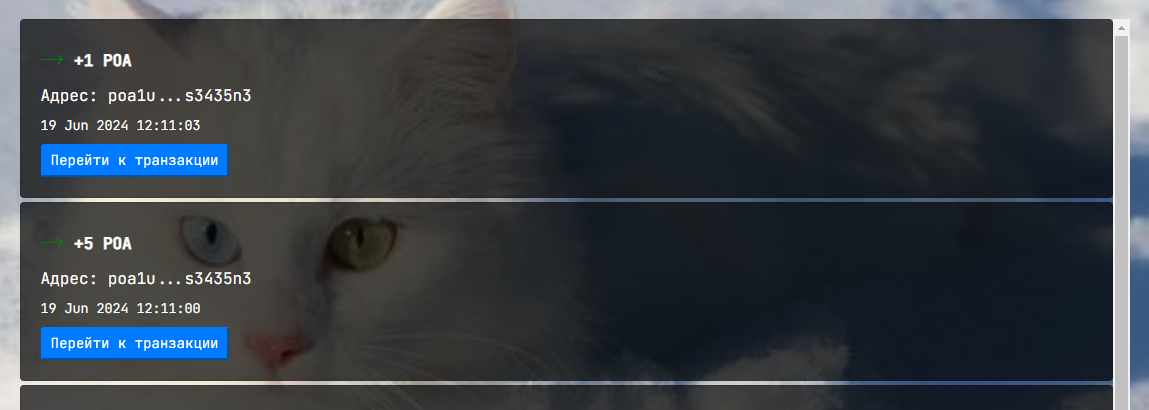 → +1 POA
Адрес: poa1u...s3435n3
19 Jun 2024 12:11:03
Перейти к транзакции
→ +5 POA
Адрес: poa1u...s3435n3
19 Jun 2024 12:11:00
Перейти к транзакции